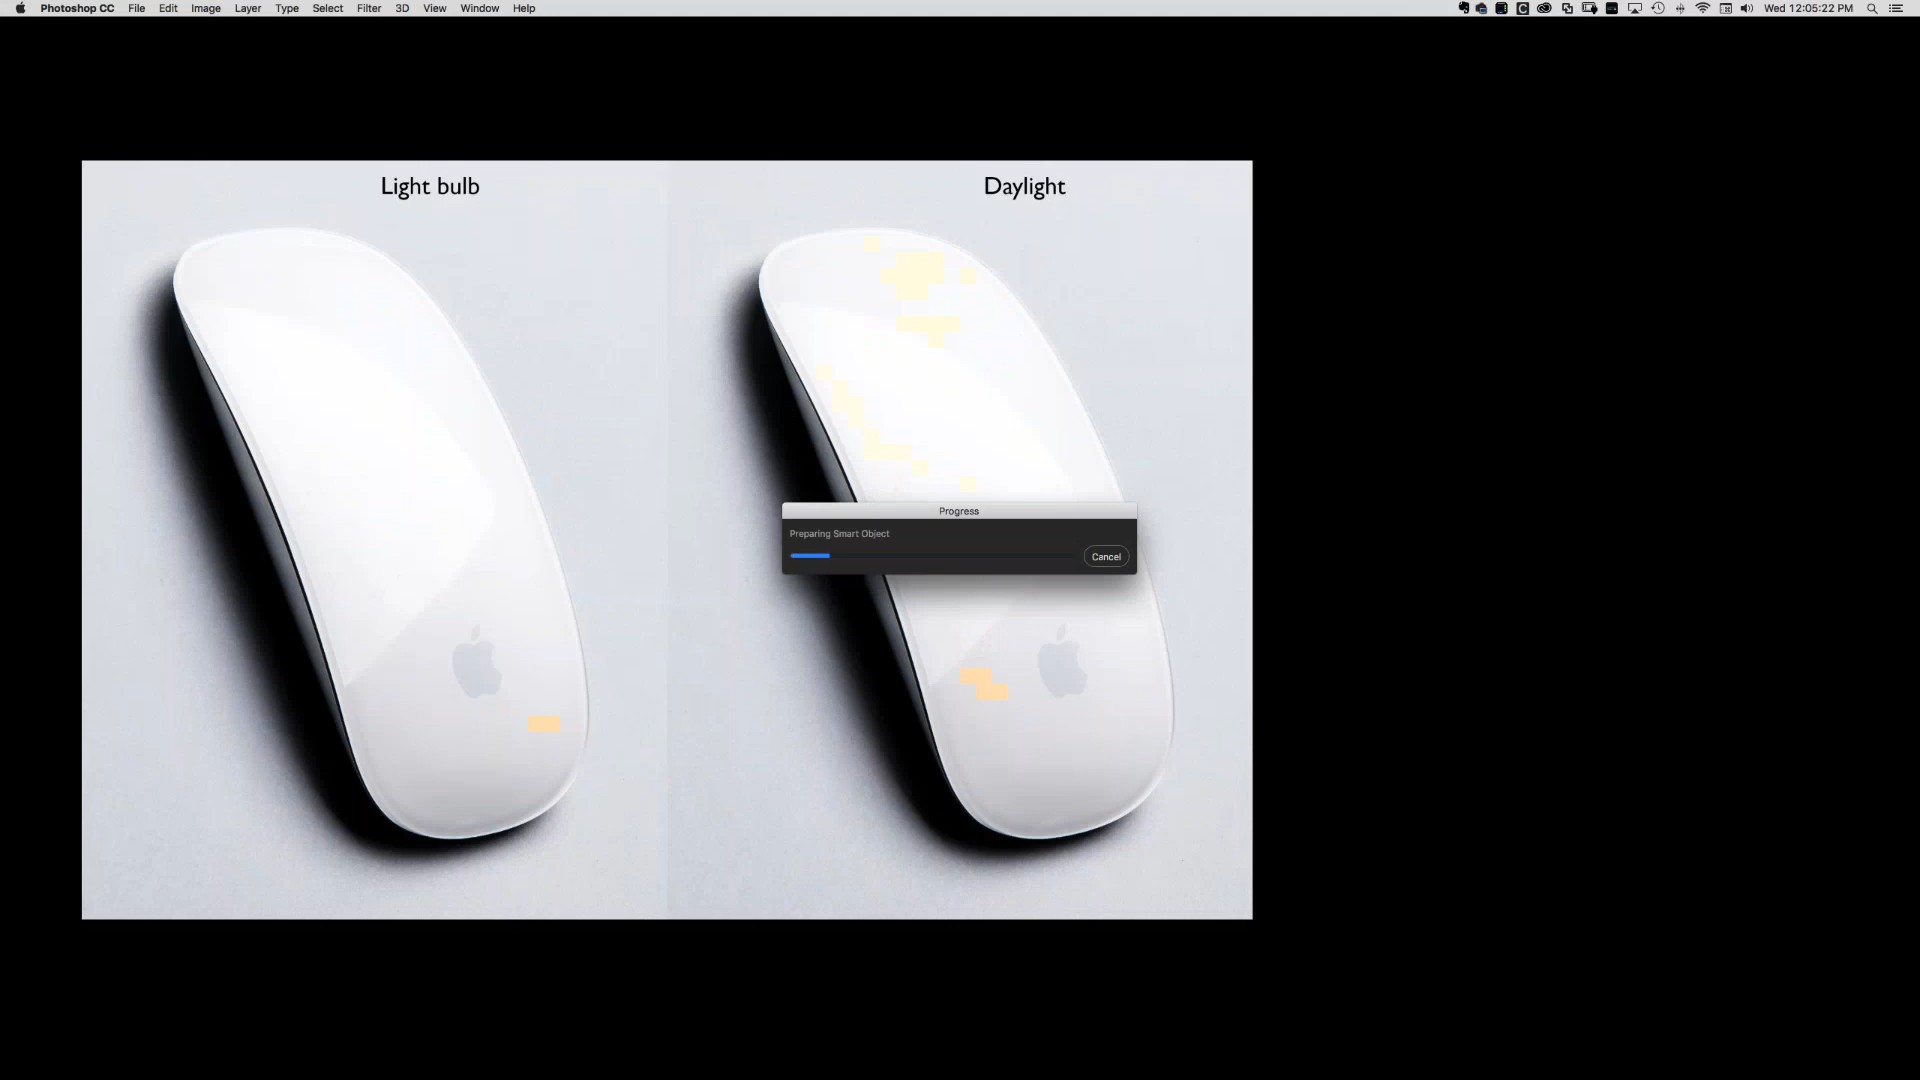 Photoshop CC File Edit Image Layer Type Select Filter 3D View Window Help Wed 12:05:22 PM
Light bulb Daylight
Progress
Preparing Smart Object
Cancel